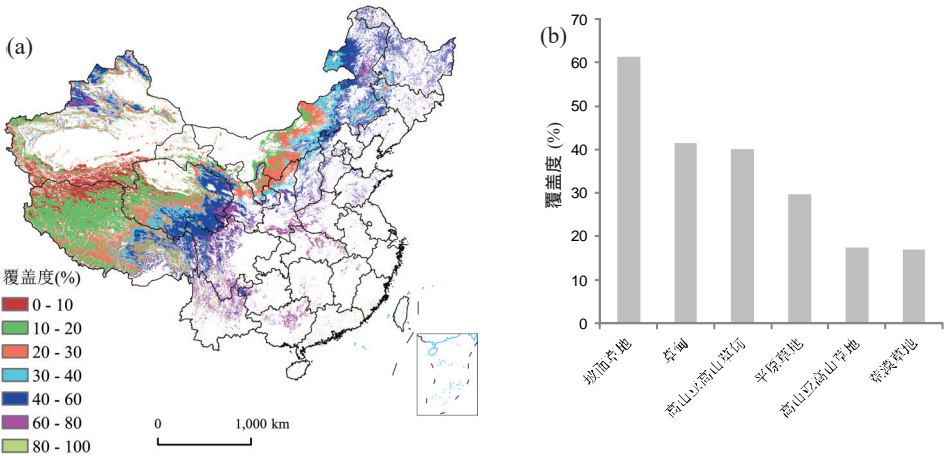 (a)
覆盖度(%)
0 - 10
10 - 20
20 - 30
30 - 40
40 - 60
60 - 80
80 - 100
0
1,000 km
(b)
覆盖度 (%)
70
60
50
40
30
20
10
0
坡面草地
草甸
高山亚高山草甸
平原草地
高山亚高山草地
荒漠草地